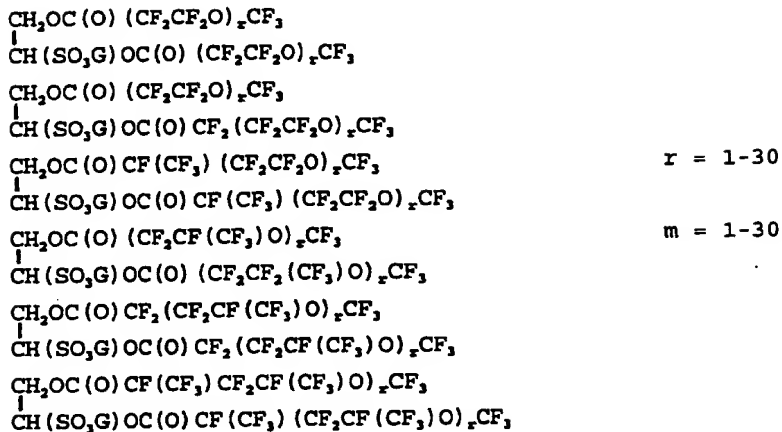 CH₂OC(O)(CF₂CF₂O)ᵣCF₃
CH(SO₃G)OC(O)(CF₂CF₂O)ᵣCF₃
CH₂OC(O)(CF₂CF₂O)ᵣCF₃
CH(SO₃G)OC(O)CF₂(CF₂CF₂O)ᵣCF₃
CH₂OC(O)CF(CF₃)(CF₂CF₂O)ᵣCF₃ r = 1-30
CH(SO₃G)OC(O)CF(CF₃)(CF₂CF₂O)ᵣCF₃
CH₂OC(O)(CF₂CF(CF₃)O)ᵣCF₃ m = 1-30
CH(SO₃G)OC(O)(CF₂CF₂(CF₃)O)ᵣCF₃
CH₂OC(O)CF₂(CF₂CF(CF₃)O)ᵣCF₃
CH(SO₃G)OC(O)CF₂(CF₂CF(CF₃)O)ᵣCF₃
CH₂OC(O)CF(CF₃)CF₂CF(CF₃)O)ᵣCF₃
CH(SO₃G)OC(O)CF(CF₃)(CF₂CF(CF₃)O)ᵣCF₃